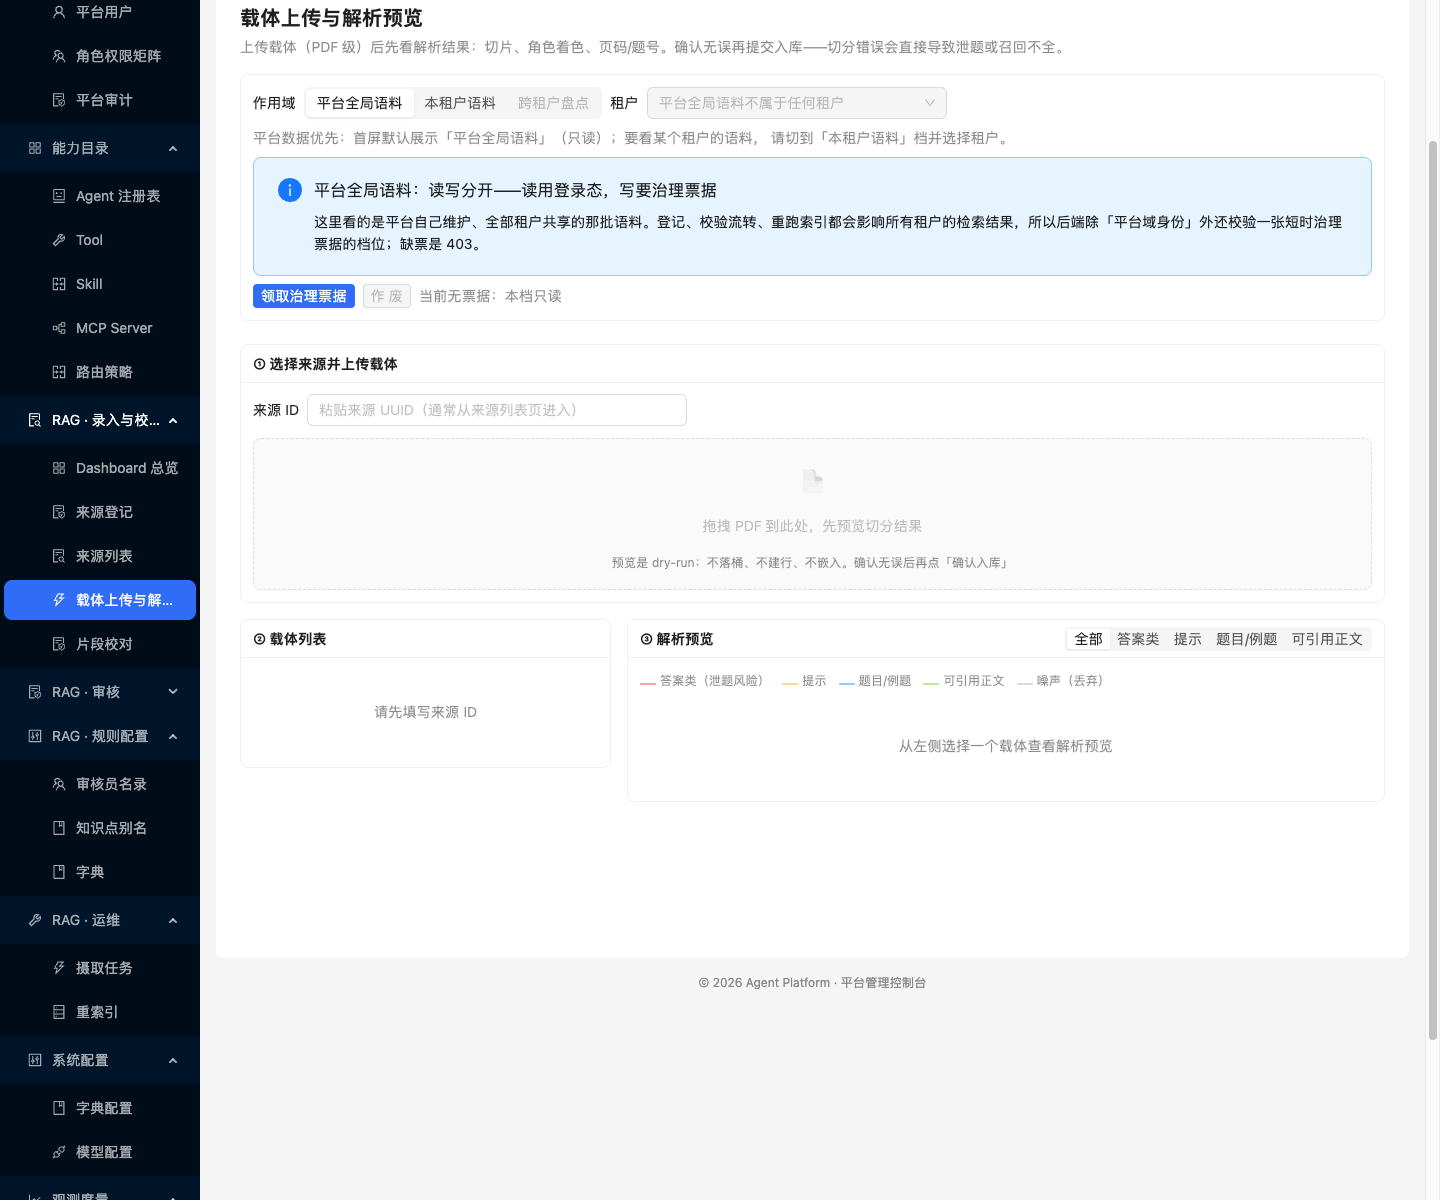 平台用户
角色权限矩阵
平台审计
能力目录
Agent 注册表
Tool
Skill
MCP Server
路由策略
RAG · 录入与校...
Dashboard 总览
来源登记
来源列表
载体上传与解...
片段校对
RAG · 审核
RAG · 规则配置
审核员名录
知识点别名
字典
RAG · 运维
摄取任务
重索引
系统配置
字典配置
模型配置
观测度量
载体上传与解析预览
上传载体（PDF 级）后先看解析结果：切片、角色着色、页码/题号。确认无误再提交入库——切分错误会直接导致泄题或召回不全。
作用域 平台全局语料 本租户语料 跨租户盘点 租户 平台全局语料不属于任何租户
平台数据优先：首屏默认展示「平台全局语料」（只读）；要看某个租户的语料， 请切到「本租户语料」档并选择租户。
平台全局语料：读写分开——读用登录态，写要治理票据
这里看的是平台自己维护、全部租户共享的那批语料。登记、校验流转、重跑索引都会影响所有租户的检索结果，所以后端除「平台域身份」外还校验一张短时治理
票据的档位；缺票是 403。
领取治理票据 作 废 当前无票据：本档只读
① 选择来源并上传载体
来源 ID 粘贴来源 UUID（通常从来源列表页进入）
拖拽 PDF 到此处，先预览切分结果
预览是 dry-run：不落桶、不建行、不嵌入。确认无误后再点「确认入库」
② 载体列表
请先填写来源 ID
③ 解析预览 全部 答案类 提示 题目/例题 可引用正文
答案类（泄题风险） 提示 题目/例题 可引用正文 噪声（丢弃）
从左侧选择一个载体查看解析预览
© 2026 Agent Platform · 平台管理控制台